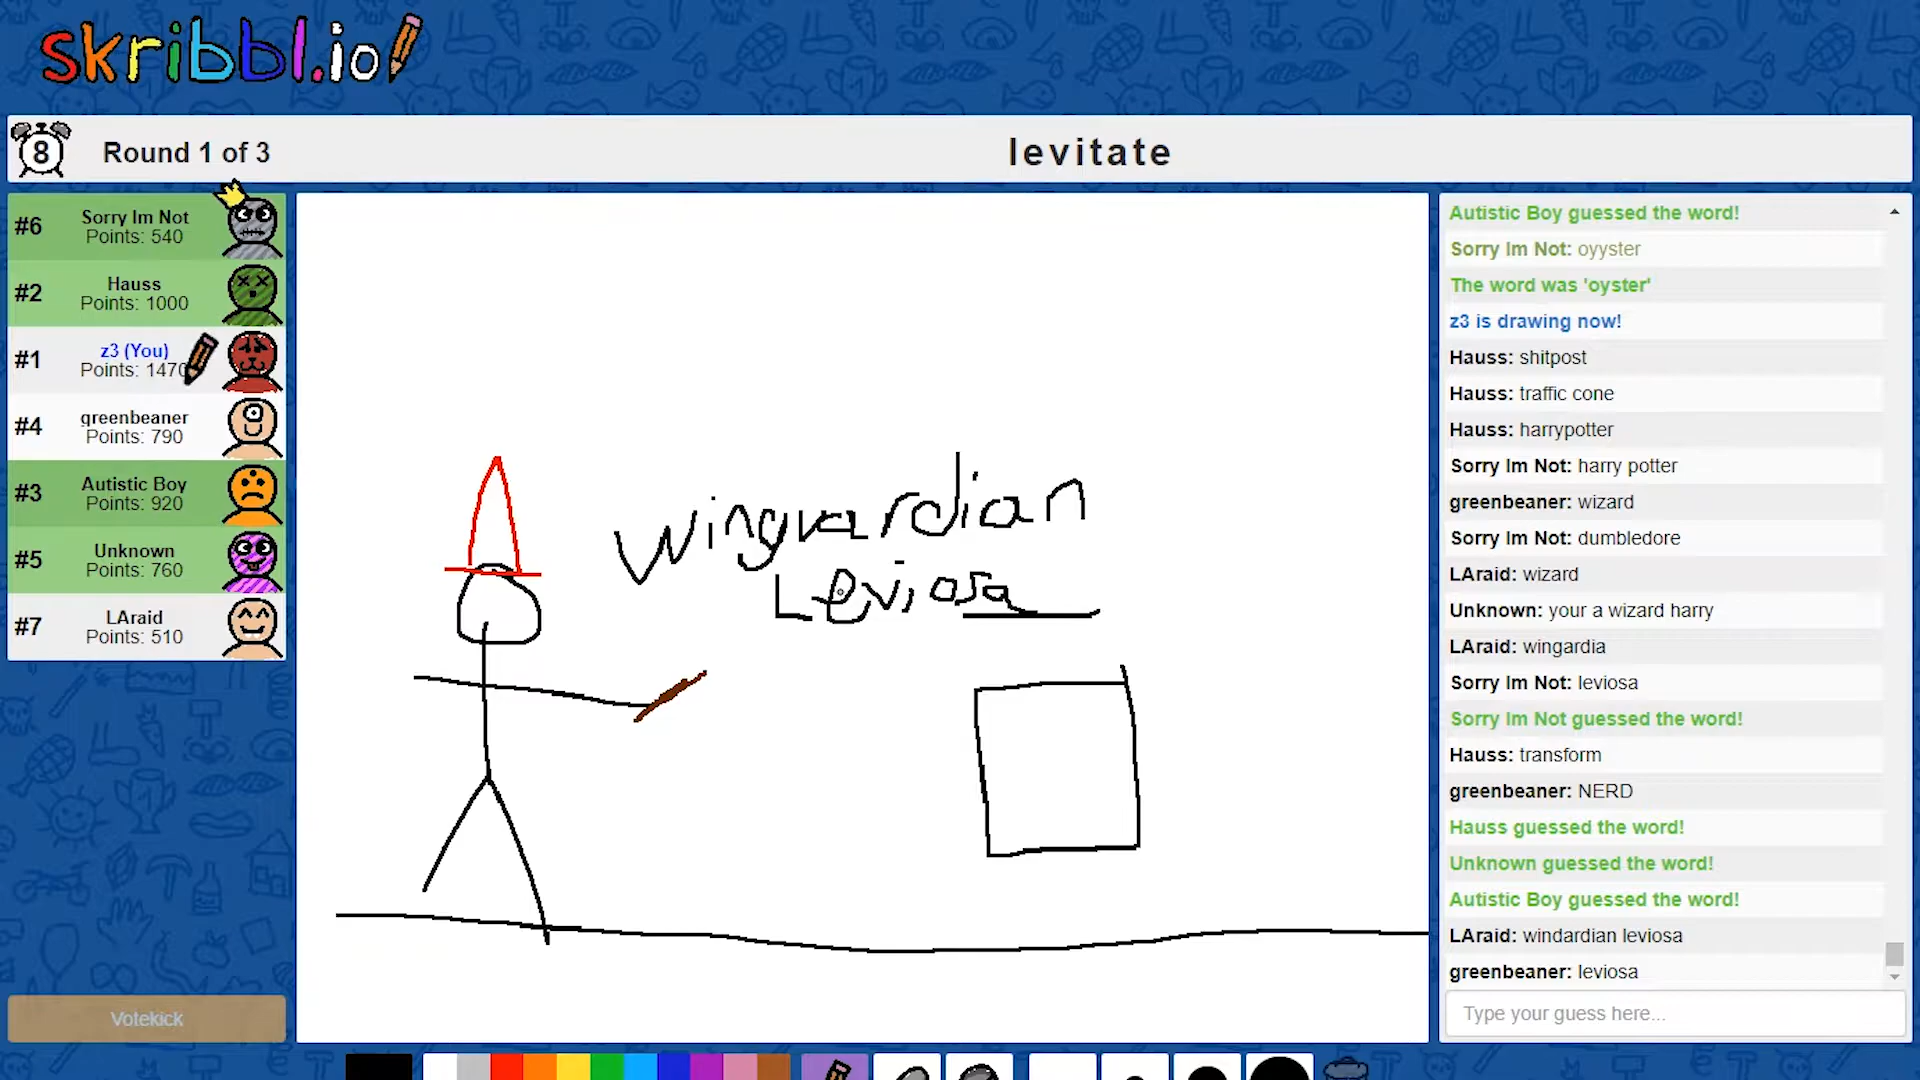 skribbl.io
8
Round 1 of 3
levitate
#6
Sorry Im Not
Points: 540
#2
Hauss
Points: 1000
#1
z3 (You)
Points: 1470
#4
greenbeaner
Points: 790
#3
Autistic Boy
Points: 920
#5
Unknown
Points: 760
#7
LAraid
Points: 510
Votekick
Winguardian
Leviosa
Autistic Boy guessed the word!
Sorry Im Not: oyyster
The word was 'oyster'
z3 is drawing now!
Hauss: shitpost
Hauss: traffic cone
Hauss: harrypotter
Sorry Im Not: harry potter
greenbeaner: wizard
Sorry Im Not: dumbledore
LAraid: wizard
Unknown: your a wizard harry
LAraid: wingardia
Sorry Im Not: leviosa
Sorry Im Not guessed the word!
Hauss: transform
greenbeaner: NERD
Hauss guessed the word!
Unknown guessed the word!
Autistic Boy guessed the word!
LAraid: windardian leviosa
greenbeaner: leviosa
Type your guess here...